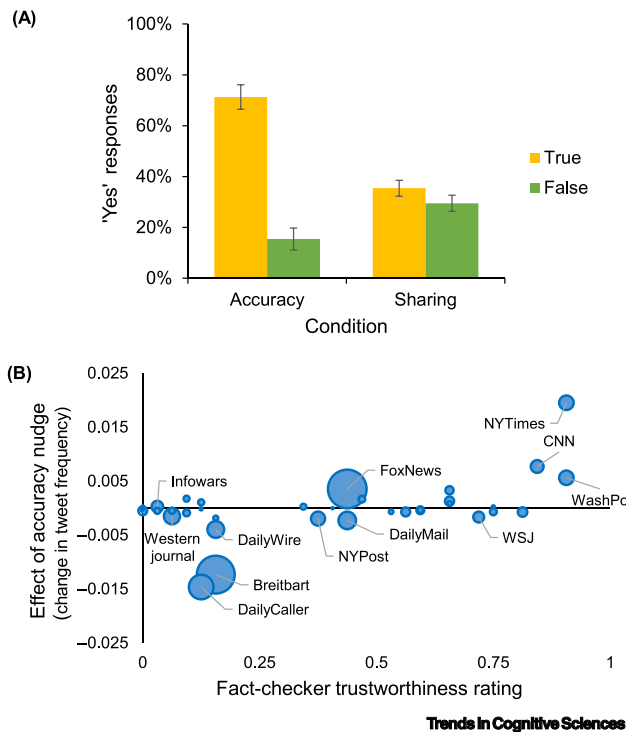 (A)
100%
80%
60%
40%
20%
0%
'Yes' responses
True
False
Accuracy
Sharing
Condition
(B)
0.025
0.015
0.005
–0.005
–0.015
–0.025
Effect of accuracy nudge
(change in tweet frequency)
NYTimes
CNN
FoxNews
Infowars
WashPo
Western
journal
DailyWire
NYPost
DailyMail
WSJ
Breitbart
DailyCaller
0
0.25
0.5
0.75
1
Fact-checker trustworthiness rating
Trends in Cognitive Sciences